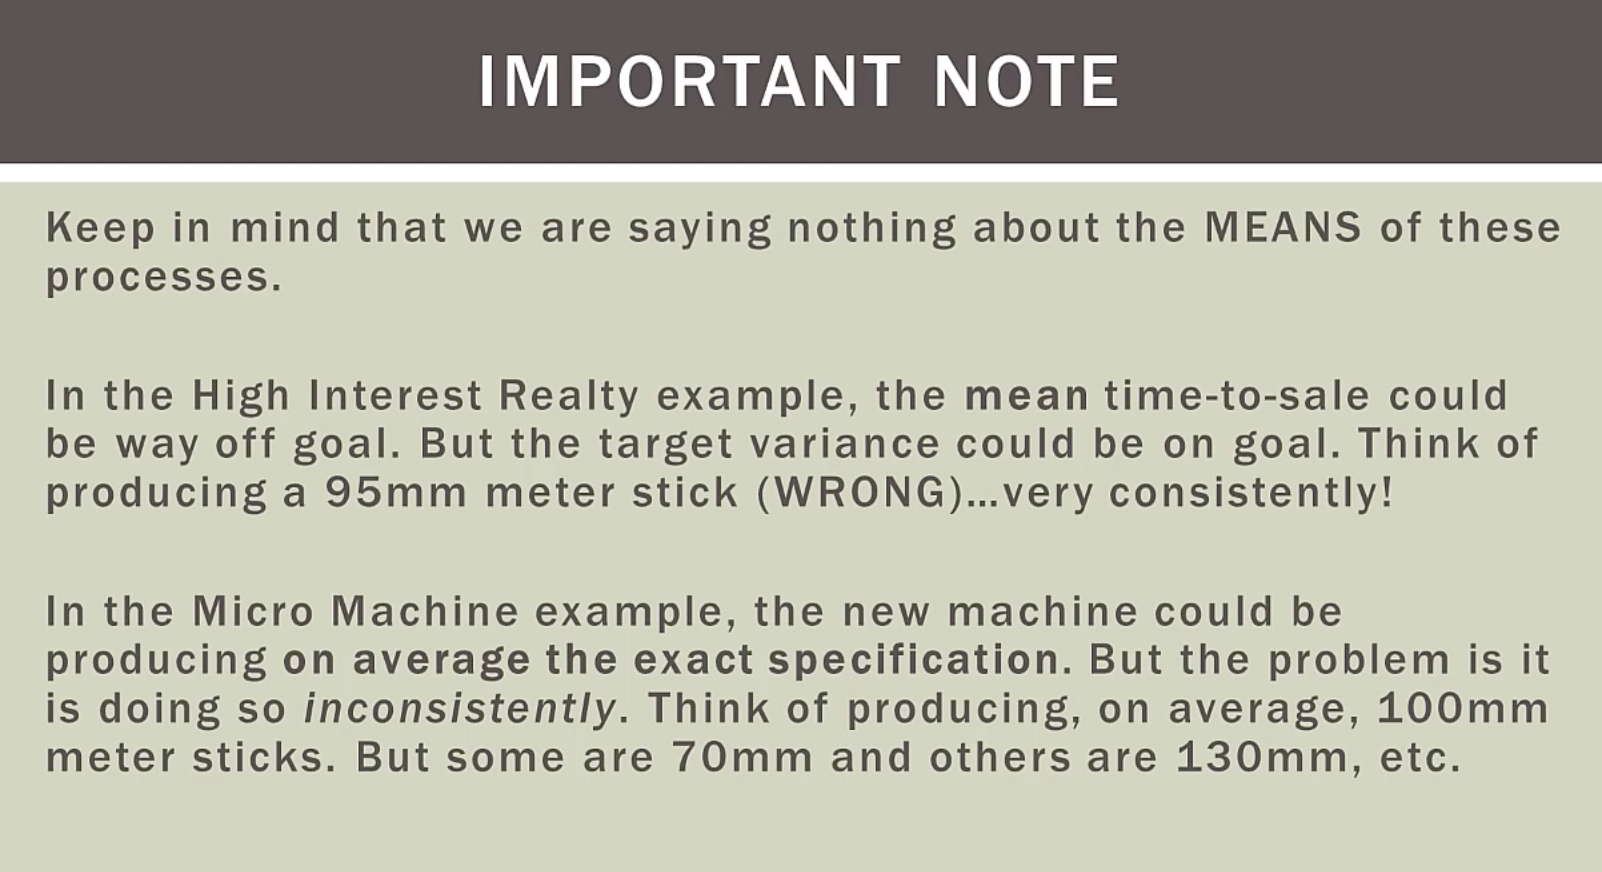 IMPORTANT NOTE
Keep in mind that we are saying nothing about the MEANS of these
processes.
In the High Interest Realty example, the mean time-to-sale could
be way off goal. But the target variance could be on goal. Think of
producing a 95mm meter stick (WRONG)...very consistently!
In the Micro Machine example, the new machine could be
producing on average the exact specification. But the problem is it
is doing so inconsistently. Think of producing, on average, 100mm
meter sticks. But some are 70mm and others are 130mm, etc.